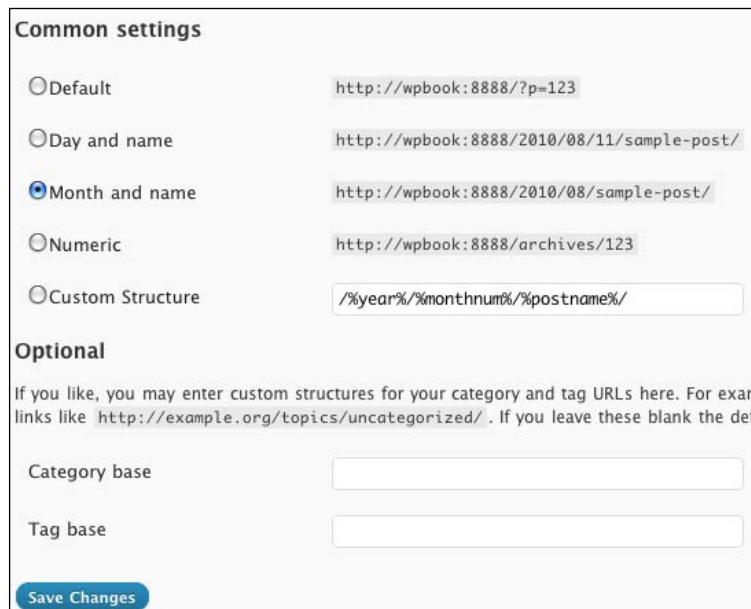 Common settings
Default http://wpbook:8888/?p=123
Day and name http://wpbook:8888/2010/08/11/sample-post/
Month and name http://wpbook:8888/2010/08/sample-post/
Numeric http://wpbook:8888/archives/123
Custom Structure /%year%/%monthnum%/%postname%/
Optional
If you like, you may enter custom structures for your category and tag URLs here. For
links like http://example.org/topics/uncategorized/ . If you leave these blank the
Category base
Tag base
Save Changes